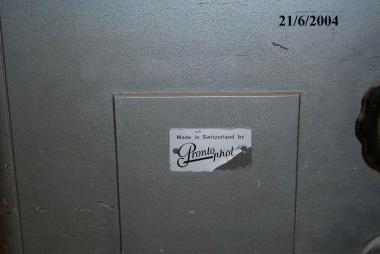 21/6/2004
Made in Switzerland by
Prontophot